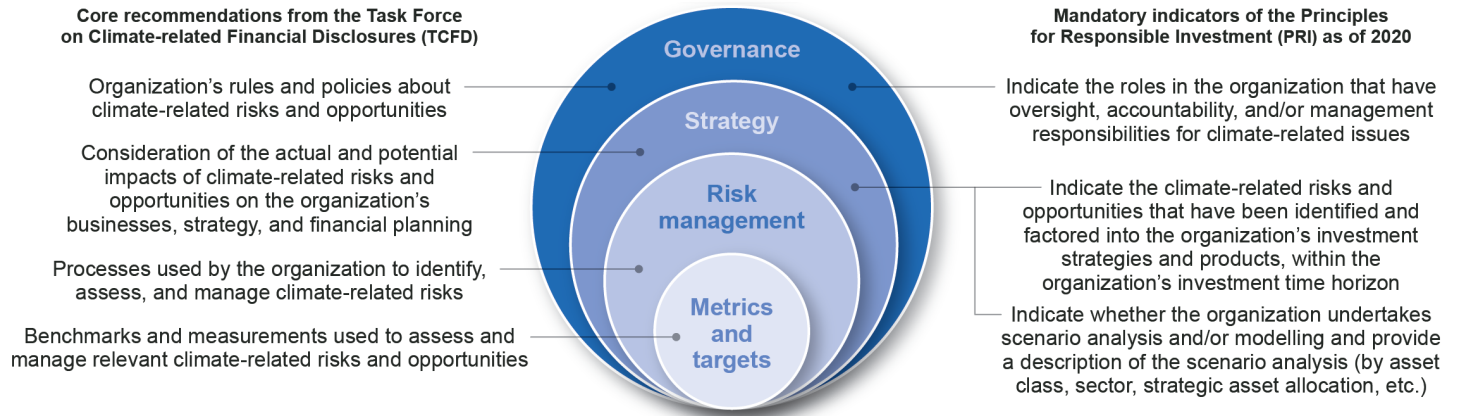 Core recommendations from the Task Force
on Climate-related Financial Disclosures (TCFD)
Organization's rules and policies about
climate-related risks and opportunities
Consideration of the actual and potential
impacts of climate-related risks and
opportunities on the organization's
businesses, strategy, and financial planning
Processes used by the organization to identify,
assess, and manage climate-related risks
Benchmarks and measurements used to assess and
manage relevant climate-related risks and opportunities
Governance
Strategy
Risk
management
Metrics
and
targets
Mandatory indicators of the Principles
for Responsible Investment (PRI) as of 2020
Indicate the roles in the organization that have
oversight, accountability, and/or management
responsibilities for climate-related issues
Indicate the climate-related risks and
opportunities that have been identified and
factored into the organization's investment
strategies and products, within the
organization's investment time horizon
Indicate whether the organization undertakes
scenario analysis and/or modelling and provide
a description of the scenario analysis (by asset
class, sector, strategic asset allocation, etc.)